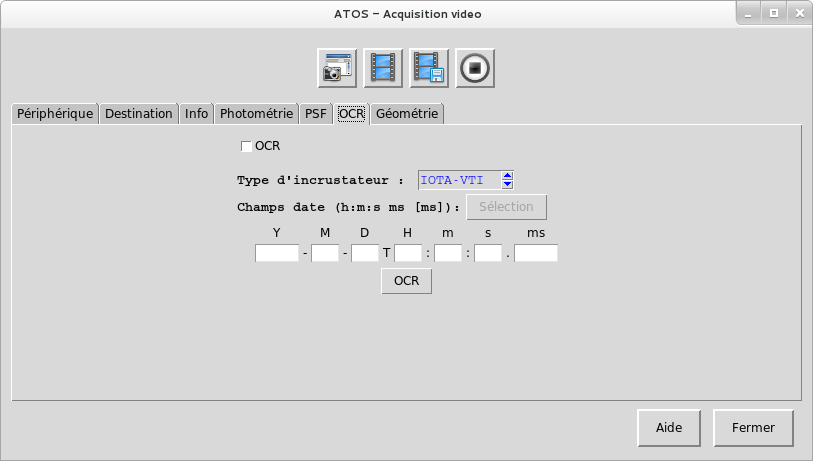 ATOS - Acquisition video
Périphérique Destination Info Photométrie PSF OCR Géométrie
OCR
Type d'incrustateur : IOTA-VTI
Champs date (h:m:s ms [ms]): Sélection
Y M D H m s ms
- - T : : .
OCR
Aide Fermer